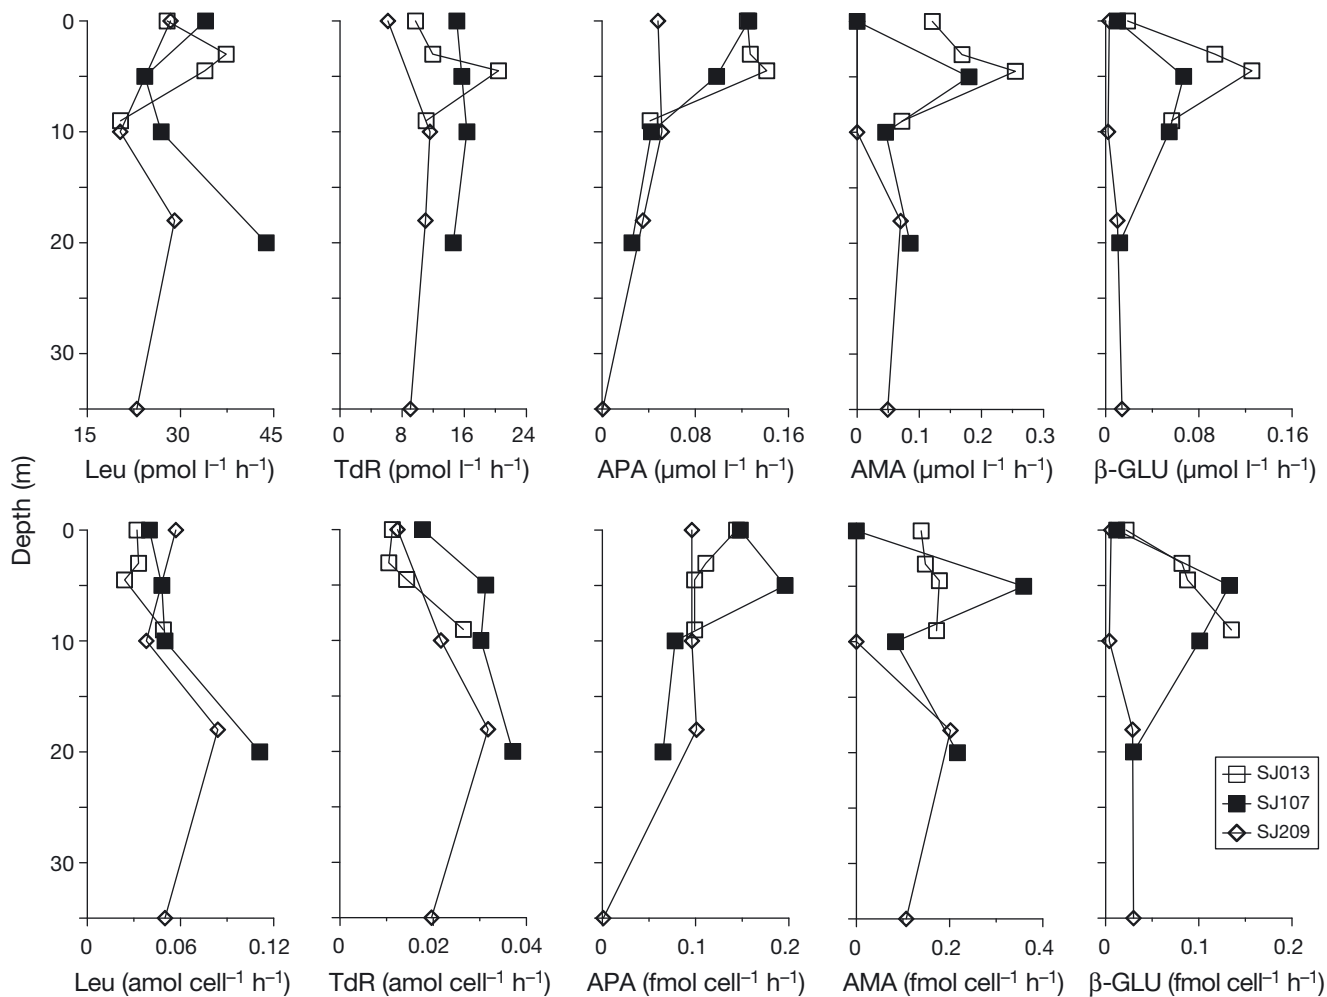 0
10
20
30
15 30 45
0 8 16 24
0 0.08 0.16
0 0.1 0.2 0.3
0 0.08 0.16
Leu (pmol l⁻¹ h⁻¹)
TdR (pmol l⁻¹ h⁻¹)
APA (µmol l⁻¹ h⁻¹)
AMA (µmol l⁻¹ h⁻¹)
β-GLU (µmol l⁻¹ h⁻¹)
Depth (m)
0
10
20
30
SJ013
SJ107
SJ209
0 0.06 0.12
0 0.02 0.04
0 0.1 0.2
0 0.2 0.4
0 0.1 0.2
Leu (amol cell⁻¹ h⁻¹)
TdR (amol cell⁻¹ h⁻¹)
APA (fmol cell⁻¹ h⁻¹)
AMA (fmol cell⁻¹ h⁻¹)
β-GLU (fmol cell⁻¹ h⁻¹)